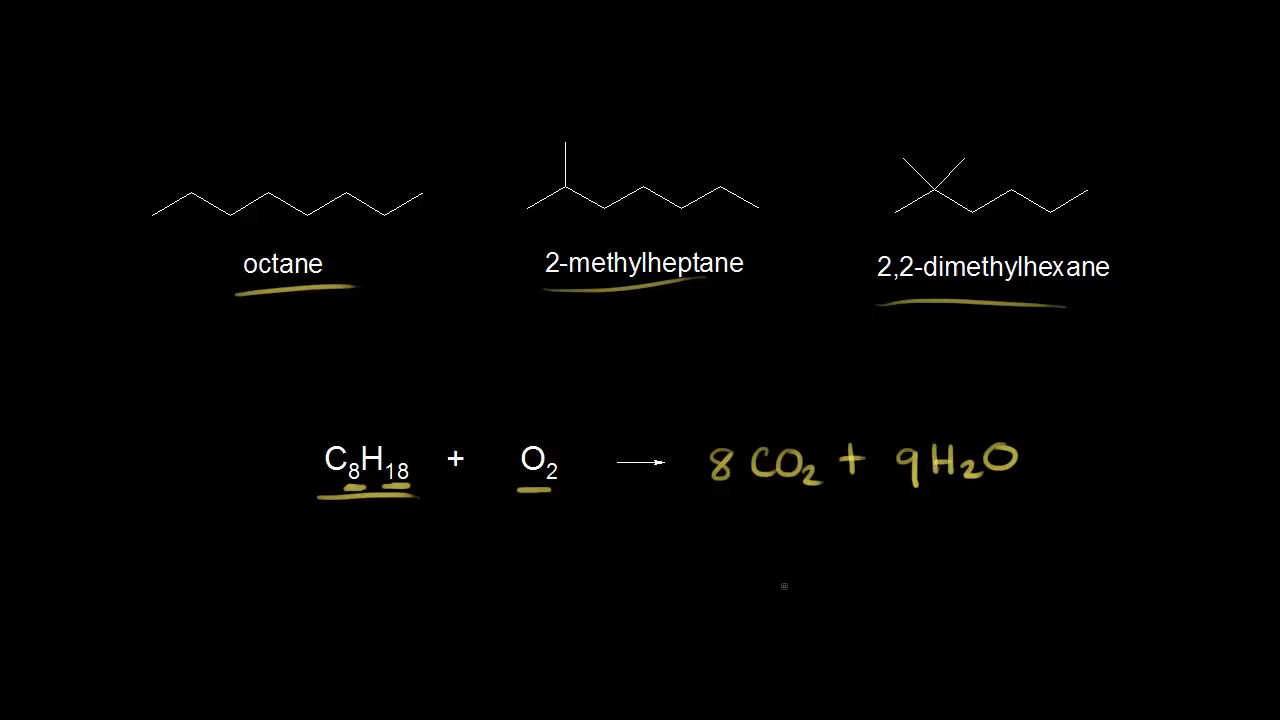 octane
2-methylheptane
2,2-dimethylhexane
C₈H₁₈ + O₂ → 8 CO₂ + 9 H₂O